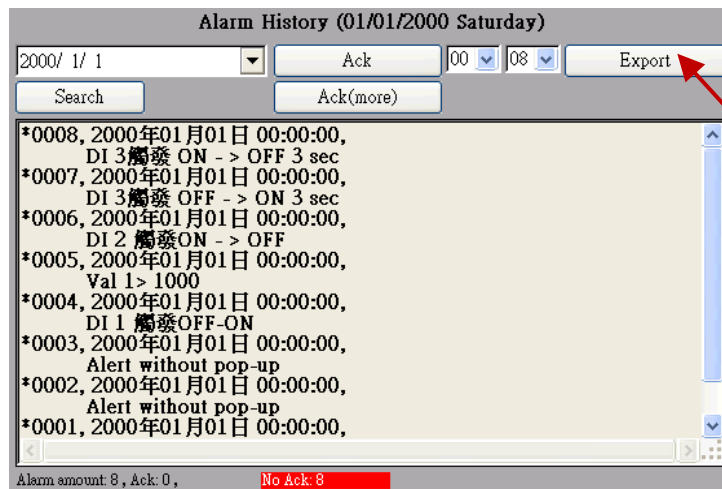 Alarm History (01/01/2000 Saturday)
2000/ 1/ 1 Ack 00 08 Export
Search Ack(more)
*0008, 2000年01月01日 00:00:00,
DI 3觸發 ON - > OFF 3 sec
*0007, 2000年01月01日 00:00:00,
DI 3觸發 OFF - > ON 3 sec
*0006, 2000年01月01日 00:00:00,
DI 2 觸發ON - > OFF
*0005, 2000年01月01日 00:00:00,
Val 1> 1000
*0004, 2000年01月01日 00:00:00,
DI 1 觸發OFF-ON
*0003, 2000年01月01日 00:00:00,
Alert without pop-up
*0002, 2000年01月01日 00:00:00,
Alert without pop-up
*0001, 2000年01月01日 00:00:00,
Alarm amount: 8 , Ack: 0 , No Ack: 8